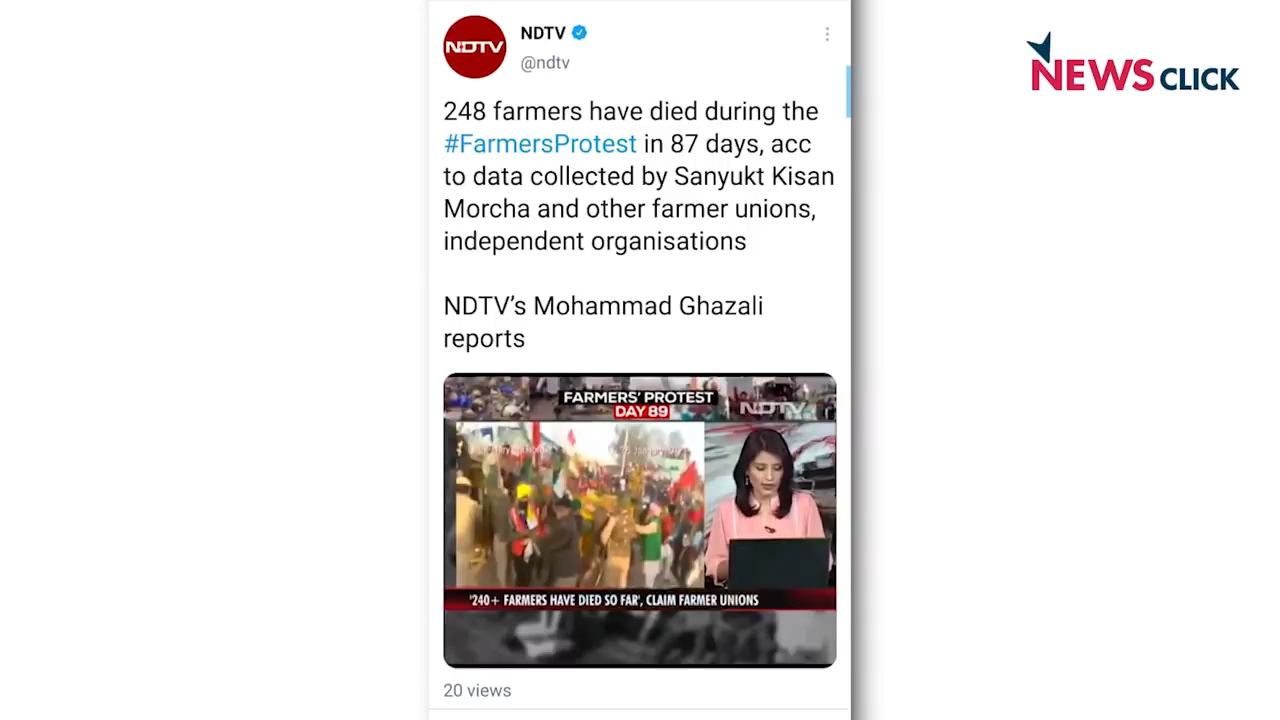 NDTV
NDTV
@ndtv
NEWS CLICK
248 farmers have died during the
#FarmersProtest in 87 days, acc
to data collected by Sanyukt Kisan
Morcha and other farmer unions,
independent organisations
NDTV’s Mohammad Ghazali
reports
FARMERS' PROTEST
DAY 89
NDTV
'240+ FARMERS HAVE DIED SO FAR', CLAIM FARMER UNIONS
20 views